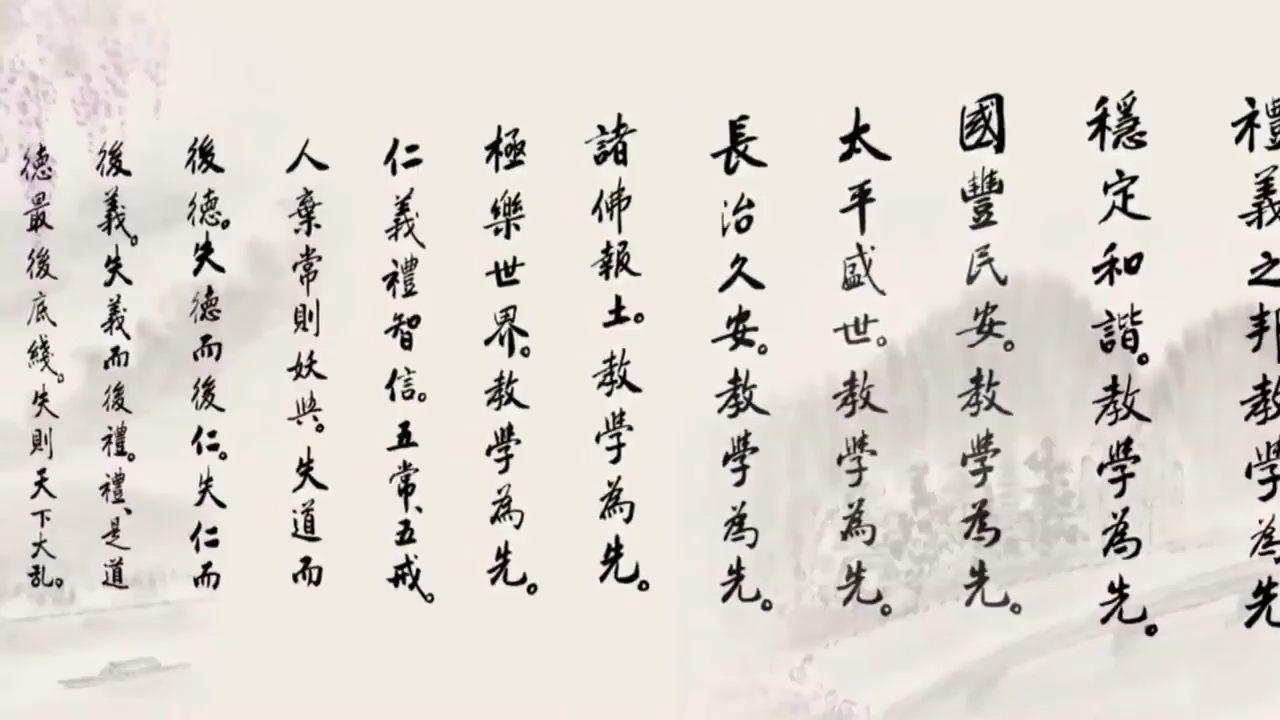 禮義之邦教學為先
穩定和諧。教學為先。
國豐民安。教學為先。
太平盛世。教學為先。
長治久安。教學為先。
諸佛報土。教學為先。
極樂世界。教學為先。
仁義禮智信。五常、五戒。
人棄常則妖興。失道而
後德。失德而後仁。失仁而
後義。失義而後禮。禮、是道
德最後底綫。失則天下大乱。